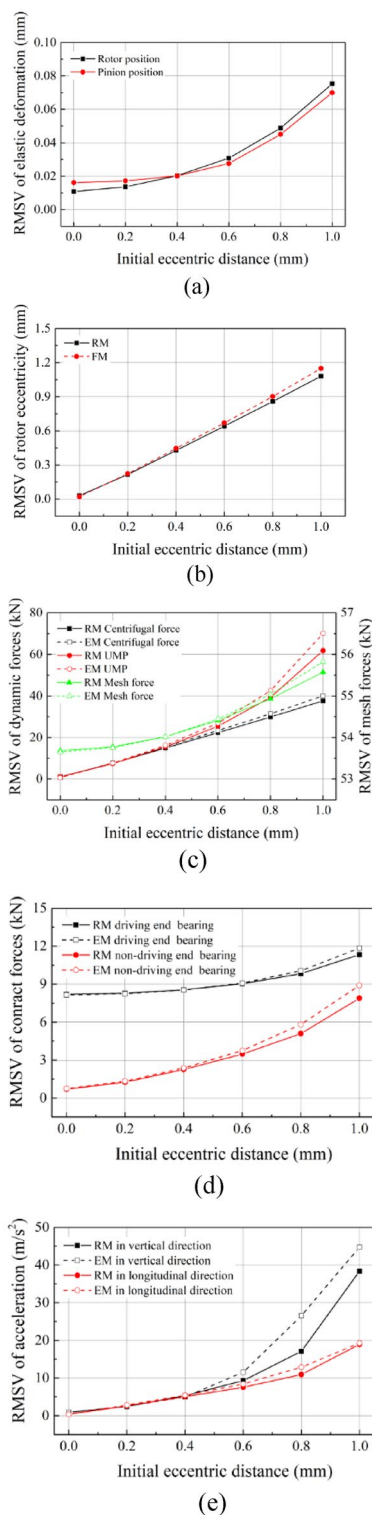 RMSV of elastic deformation (mm)
0.10
0.08
0.06
0.04
0.02
0.00
Rotor position
Pinion position
0.0 0.2 0.4 0.6 0.8 1.0
Initial eccentric distance (mm)
(a)
RMSV of rotor eccentricity (mm)
1.5
1.2
0.9
0.6
0.3
0.0
RM
FM
0.0 0.2 0.4 0.6 0.8 1.0
Initial eccentric distance (mm)
(b)
RMSV of dynamic forces (kN)
80
60
40
20
0
RM Centrifugal force
EM Centrifugal force
RM UMP
EM UMP
RM Mesh force
EM Mesh force
57
56
55
54
53
RMSV of mesh forces (kN)
0.0 0.2 0.4 0.6 0.8 1.0
Initial eccentric distance (mm)
(c)
RMSV of conract forces (kN)
15
12
9
6
3
0
RM driving end bearing
EM driving end bearing
RM non-driving end bearing
EM non-driving end bearing
0.0 0.2 0.4 0.6 0.8 1.0
Initial eccentric distance (mm)
(d)
RMSV of acceleration (m/s²)
50
40
30
20
10
0
RM in vertical direction
EM in vertical direction
RM in longitudinal direction
EM in longitudinal direction
0.0 0.2 0.4 0.6 0.8 1.0
Initial eccentric distance (mm)
(e)